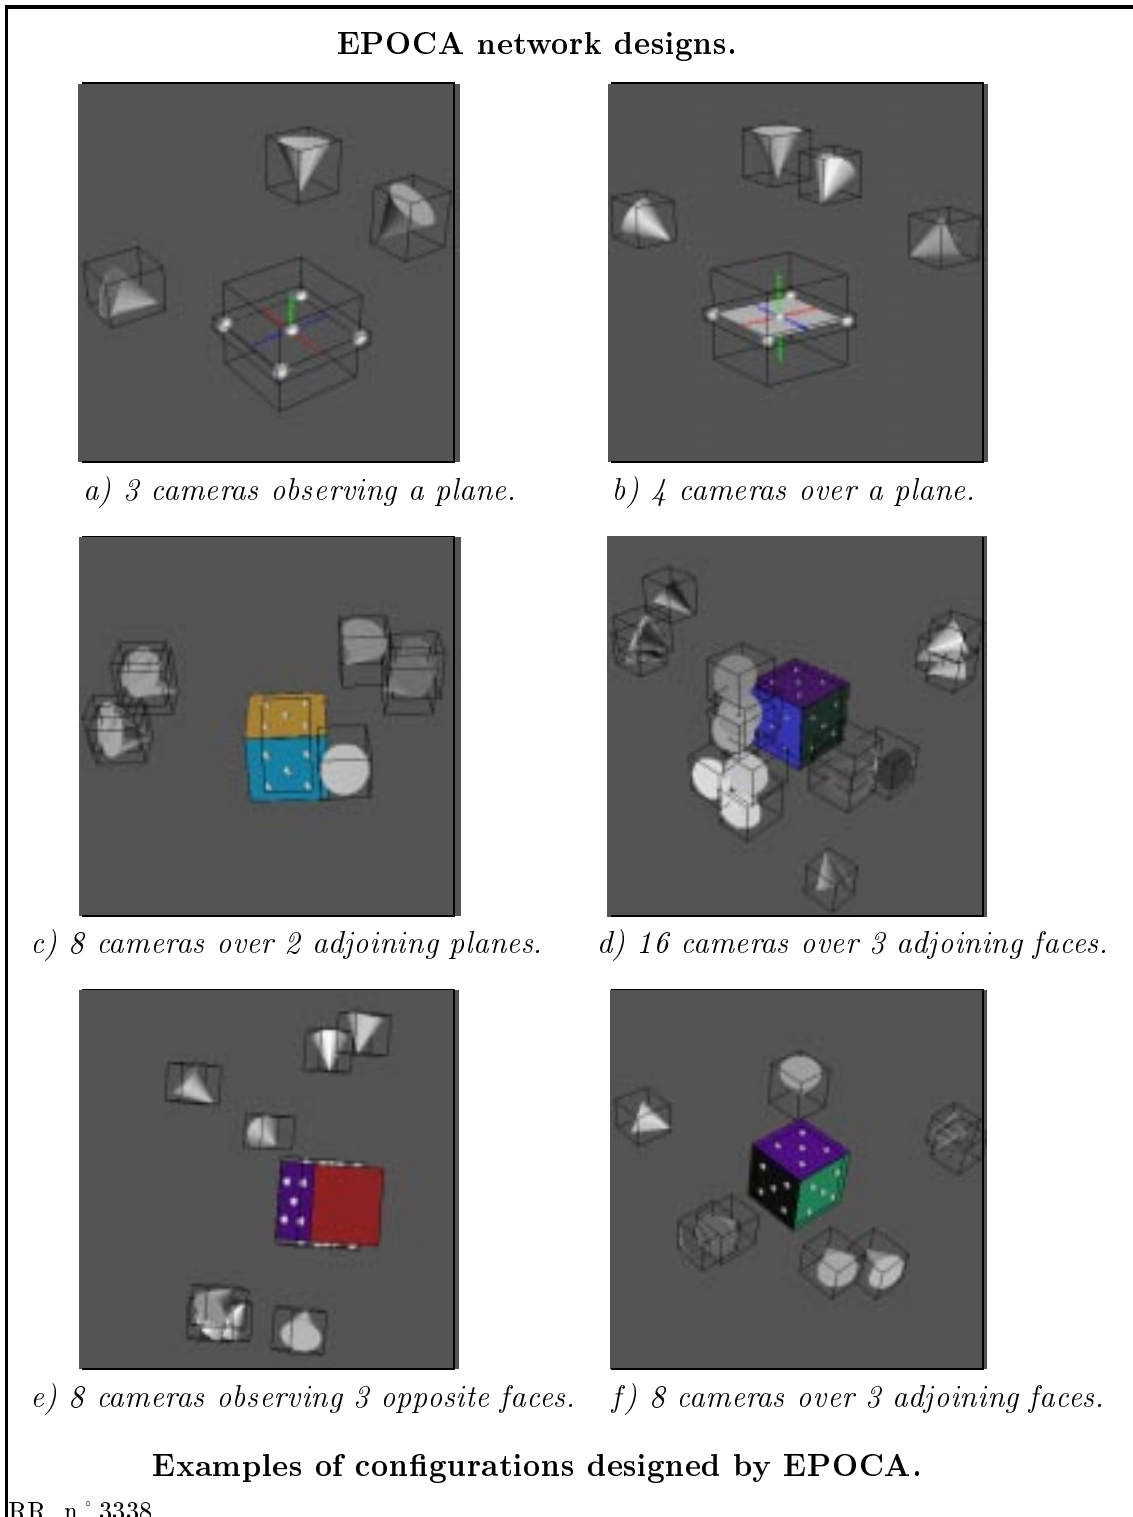 EPOCA network designs.
a) 3 cameras observing a plane.
b) 4 cameras over a plane.
c) 8 cameras over 2 adjoining planes.
d) 16 cameras over 3 adjoining faces.
e) 8 cameras observing 3 opposite faces.
f) 8 cameras over 3 adjoining faces.
Examples of configurations designed by EPOCA.
RR n° 3338